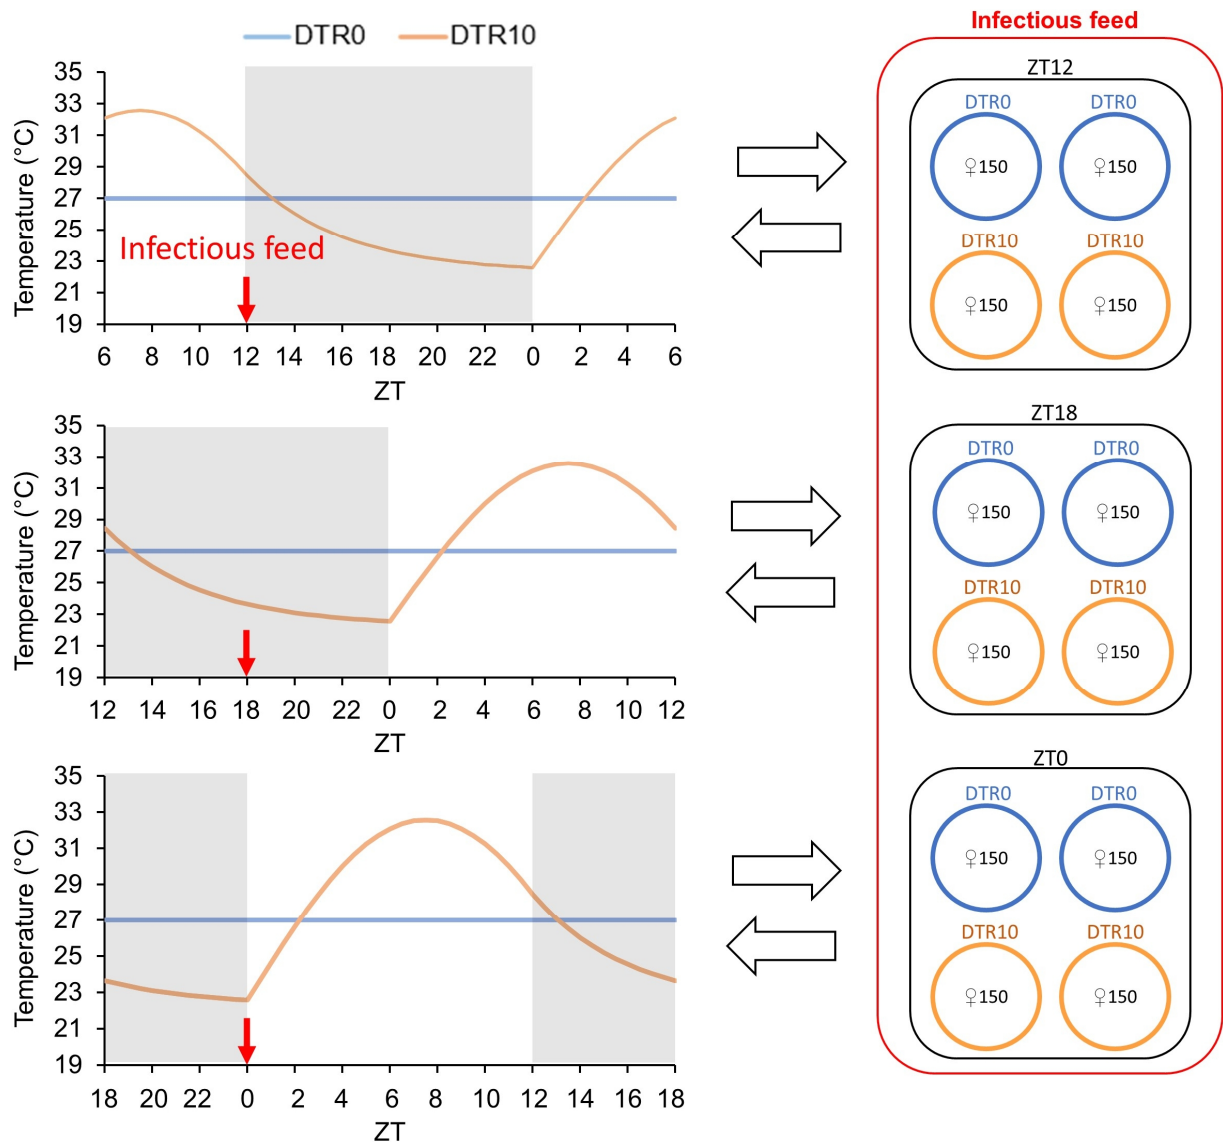 DTR0 DTR10
Infectious feed
35
33
31
29
27
25
23
21
19
Temperature (°C)
Infectious feed
6 8 10 12 14 16 18 20 22 0 2 4 6
ZT
ZT12
DTR0 DTR0
♀150 ♀150
DTR10 DTR10
♀150 ♀150
35
33
31
29
27
25
23
21
19
Temperature (°C)
12 14 16 18 20 22 0 2 4 6 8 10 12
ZT
ZT18
DTR0 DTR0
♀150 ♀150
DTR10 DTR10
♀150 ♀150
35
33
31
29
27
25
23
21
19
Temperature (°C)
18 20 22 0 2 4 6 8 10 12 14 16 18
ZT
ZT0
DTR0 DTR0
♀150 ♀150
DTR10 DTR10
♀150 ♀150